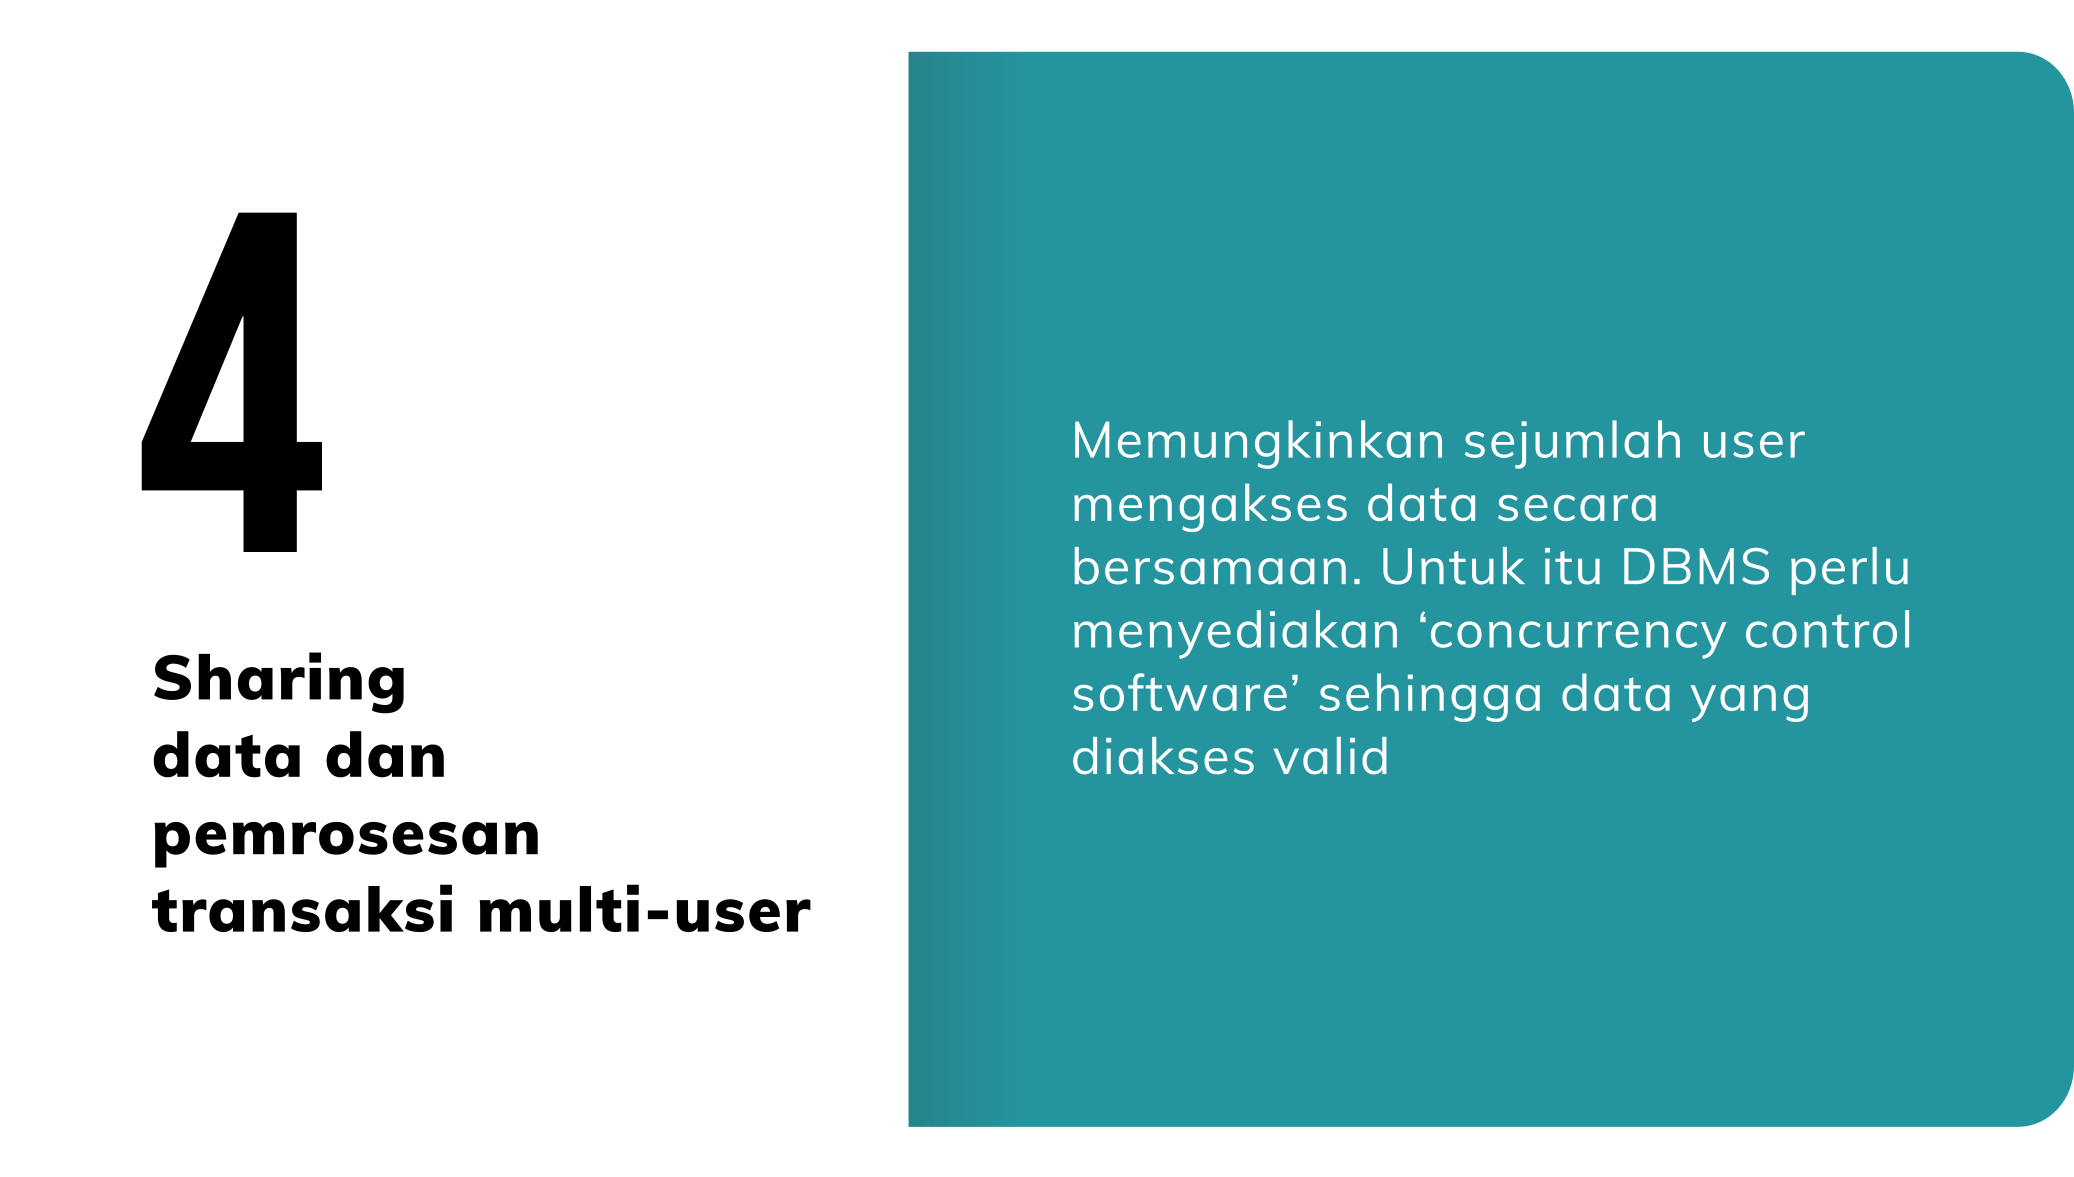 4
Sharing
data dan
pemrosesan
transaksi multi-user
Memungkinkan sejumlah user
mengakses data secara
bersamaan. Untuk itu DBMS perlu
menyediakan ‘concurrency control
software’ sehingga data yang
diakses valid